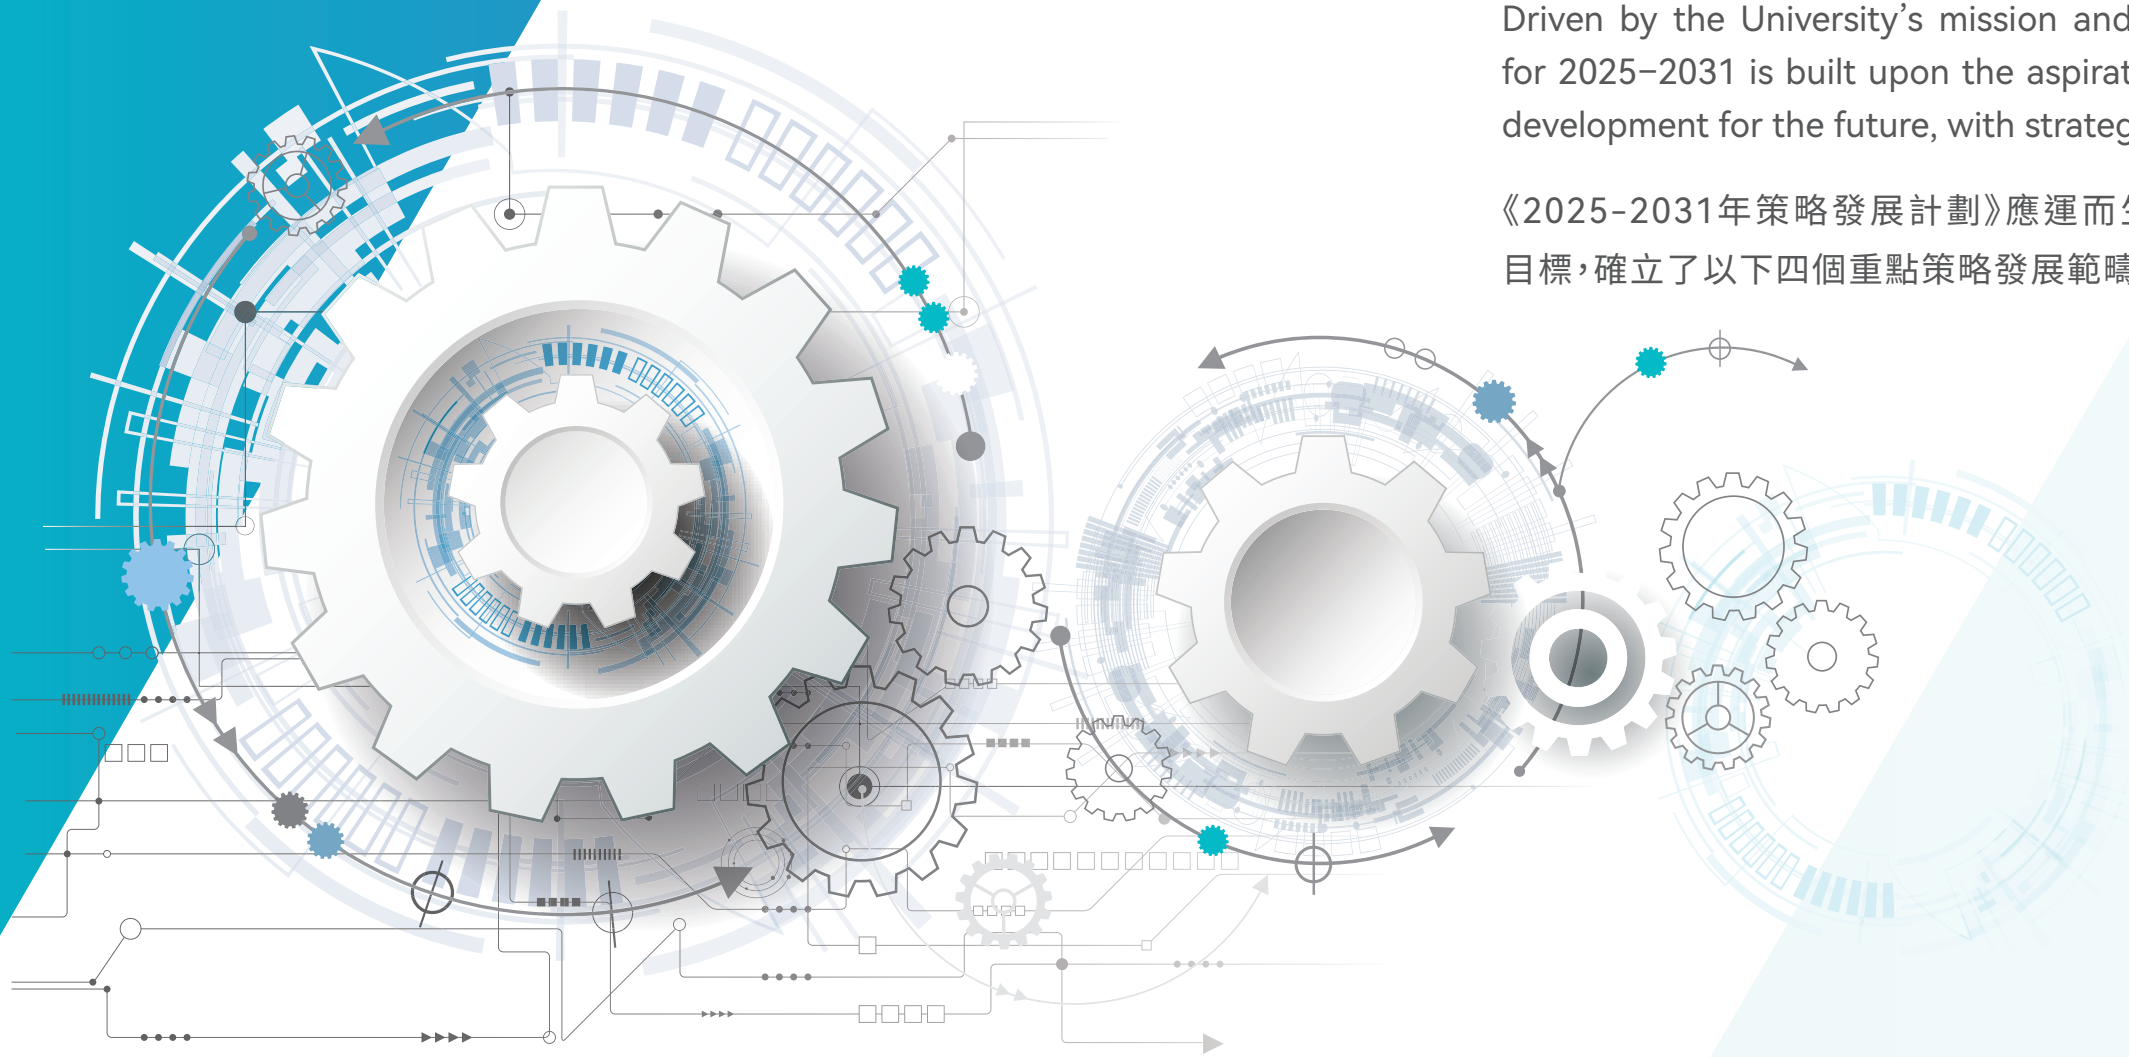 Driven by the University’s mission and
for 2025–2031 is built upon the
development for the future, with
《2025-2031年策略發展計劃》應運而
目標，確立了以下四個重點策略發展範疇